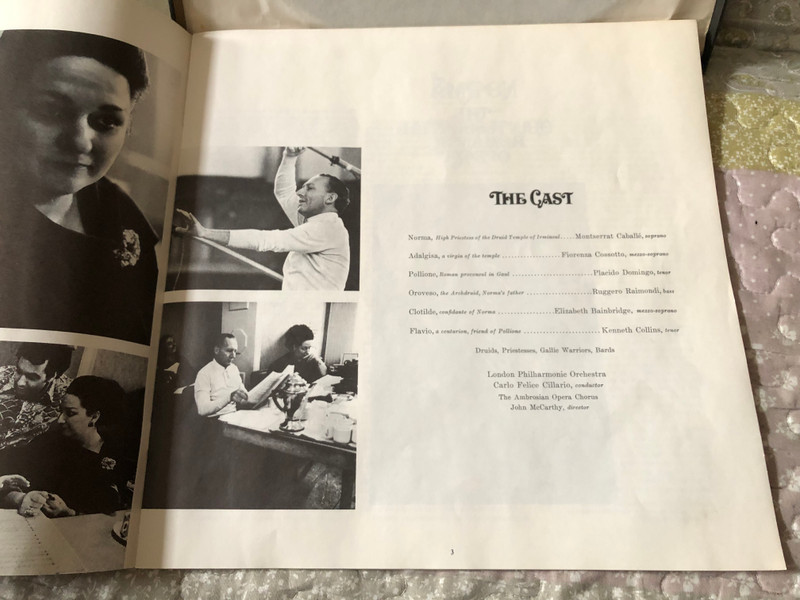 THE CAST
Norma, High Priestess of the Druid Temple of Irminsul.....Montserrat Caballé, soprano
Adalgisa, a virgin of the temple ....................Fiorenza Cossotto, mezzo-soprano
Pollione, Roman proconsul in Gaul ............................Placido Domingo, tenor
Oroveso, the Archdruid, Norma's father .......................Ruggero Raimondi, bass
Clotilde, confidante of Norma ...................Elizabeth Bainbridge, mezzo-soprano
Flavio, a centurion, friend of Pollione ..........................Kenneth Collins, tenor
Druids, Priestesses, Gallic Warriors, Bards
London Philharmonic Orchestra
Carlo Felice Cillario, conductor
The Ambrosian Opera Chorus
John McCarthy, director
3